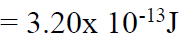 = 3.20x 10⁻¹³J